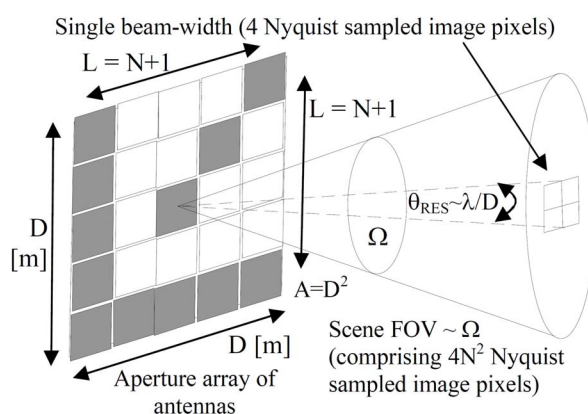 Single beam-width (4 Nyquist sampled image pixels)
L = N+1
L = N+1
D
[m]
θRES~λ/D
Ω
A=D²
D [m]
Aperture array of
antennas
Scene FOV ~ Ω
(comprising 4N² Nyquist
sampled image pixels)